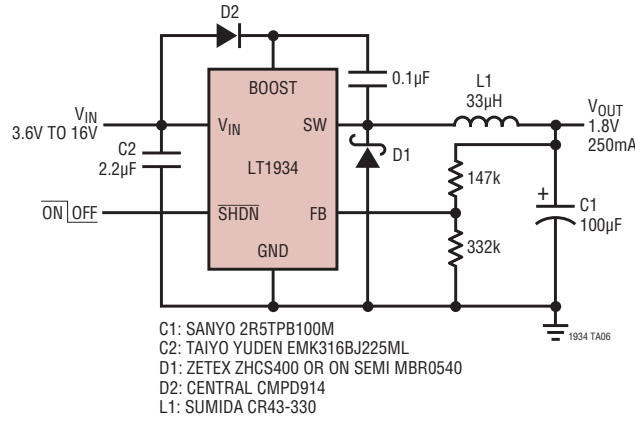 D2
BOOST
0.1µF
L1
33µH
VIN
3.6V TO 16V
VIN
SW
VOUT
1.8V
250mA
C2
2.2µF
LT1934
D1
147k
ON OFF
SHDN
FB
+
C1
100µF
332k
GND
1934 TA06
C1: SANYO 2R5TPB100M
C2: TAIYO YUDEN EMK316BJ225ML
D1: ZETEX ZHCS400 OR ON SEMI MBR0540
D2: CENTRAL CMPD914
L1: SUMIDA CR43-330